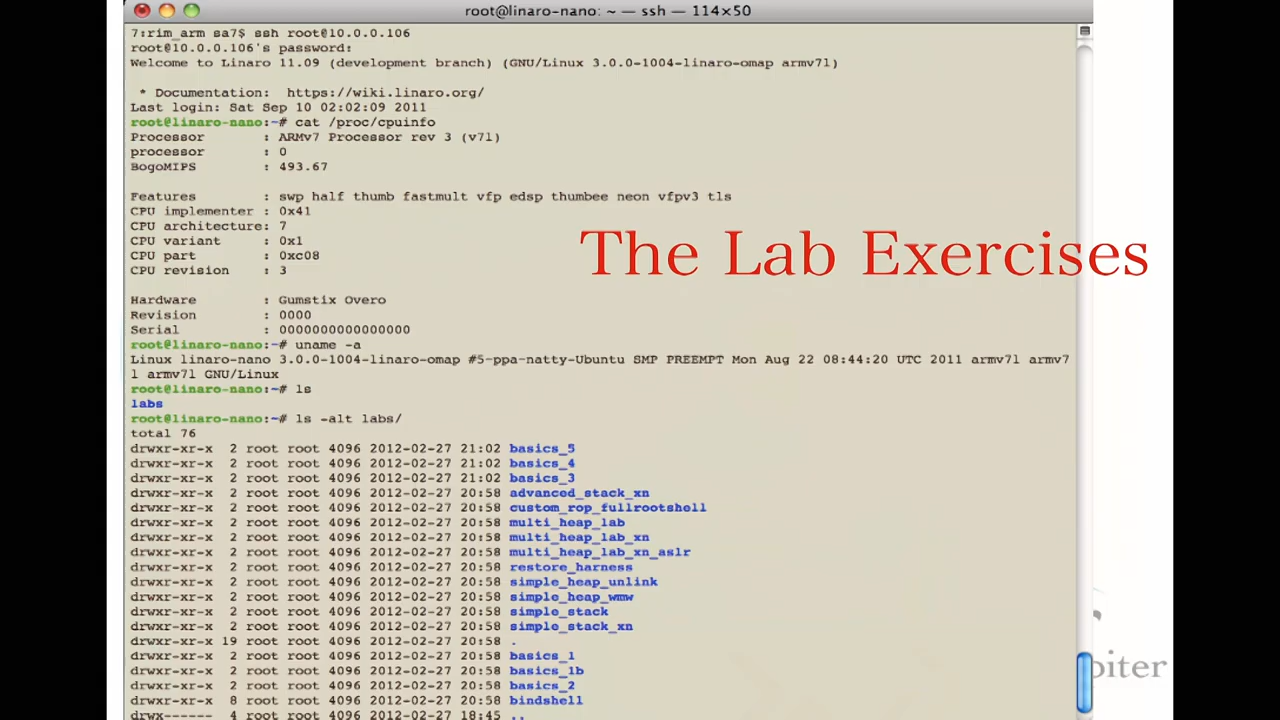 root@linaro-nano: ~ — ssh — 114×50
7:rim_arm sa7$ ssh root@10.0.0.106
root@10.0.0.106's password:
Welcome to Linaro 11.09 (development branch) (GNU/Linux 3.0.0-1004-linaro-omap armv7l)
* Documentation:  https://wiki.linaro.org/
Last login: Sat Sep 10 02:02:09 2011
root@linaro-nano:~# cat /proc/cpuinfo
Processor       : ARMv7 Processor rev 3 (v7l)
processor       : 0
BogoMIPS        : 493.67
Features        : swp half thumb fastmult vfp edsp thumbee neon vfpv3 tls
CPU implementer : 0x41
CPU architecture: 7
CPU variant     : 0x1
CPU part        : 0xc08
CPU revision    : 3
The Lab Exercises
Hardware        : Gumstix Overo
Revision        : 0000
Serial          : 0000000000000000
root@linaro-nano:~# uname -a
Linux linaro-nano 3.0.0-1004-linaro-omap #5~ppa~natty-Ubuntu SMP PREEMPT Mon Aug 22 08:44:20 UTC 2011 armv7l armv7
l armv7l GNU/Linux
root@linaro-nano:~# ls
labs
root@linaro-nano:~# ls -alt labs/
total 76
drwxr-xr-x  2 root root 4096 2012-02-27 21:02 basics_5
drwxr-xr-x  2 root root 4096 2012-02-27 21:02 basics_4
drwxr-xr-x  2 root root 4096 2012-02-27 21:02 basics_3
drwxr-xr-x  2 root root 4096 2012-02-27 20:58 advanced_stack_xn
drwxr-xr-x  2 root root 4096 2012-02-27 20:58 custom_rop_fullrootshell
drwxr-xr-x  2 root root 4096 2012-02-27 20:58 multi_heap_lab
drwxr-xr-x  2 root root 4096 2012-02-27 20:58 multi_heap_lab_xn
drwxr-xr-x  2 root root 4096 2012-02-27 20:58 multi_heap_lab_xn_aslr
drwxr-xr-x  2 root root 4096 2012-02-27 20:58 restore_harness
drwxr-xr-x  2 root root 4096 2012-02-27 20:58 simple_heap_unlink
drwxr-xr-x  2 root root 4096 2012-02-27 20:58 simple_heap_wmw
drwxr-xr-x  2 root root 4096 2012-02-27 20:58 simple_stack
drwxr-xr-x  2 root root 4096 2012-02-27 20:58 simple_stack_xn
drwxr-xr-x 19 root root 4096 2012-02-27 20:58 .
drwxr-xr-x  2 root root 4096 2012-02-27 20:58 basics_1
drwxr-xr-x  2 root root 4096 2012-02-27 20:58 basics_1b
drwxr-xr-x  2 root root 4096 2012-02-27 20:58 basics_2
drwxr-xr-x  8 root root 4096 2012-02-27 20:58 bindshell
drwx------  4 root root 4096 2012-02-27 18:45 ..
piter